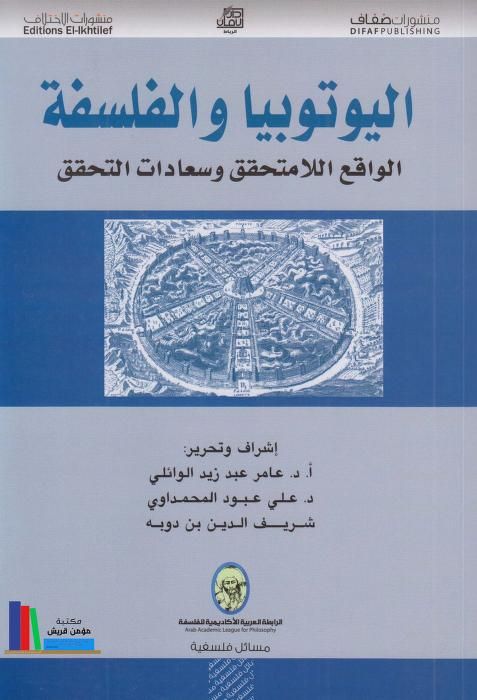 منشورات الاختلاف
Editions El-Ikhtilef
دار الأمان
الرباط
منشورات ضفاف
DIFAF PUBLISHING
اليوتوبيا والفلسفة
الواقع اللامتحقق وسعادات التحقق
إشراف وتحرير:
أ. د. عامر عبد زيد الوائلي
د. علي عبود المحمداوي
شريف الدين بن دوبه
الرابطة العربية الأكاديمية للفلسفة
Arab Academic League for Philosophy
مكتبة
مؤمن قريش
مسائل فلسفية